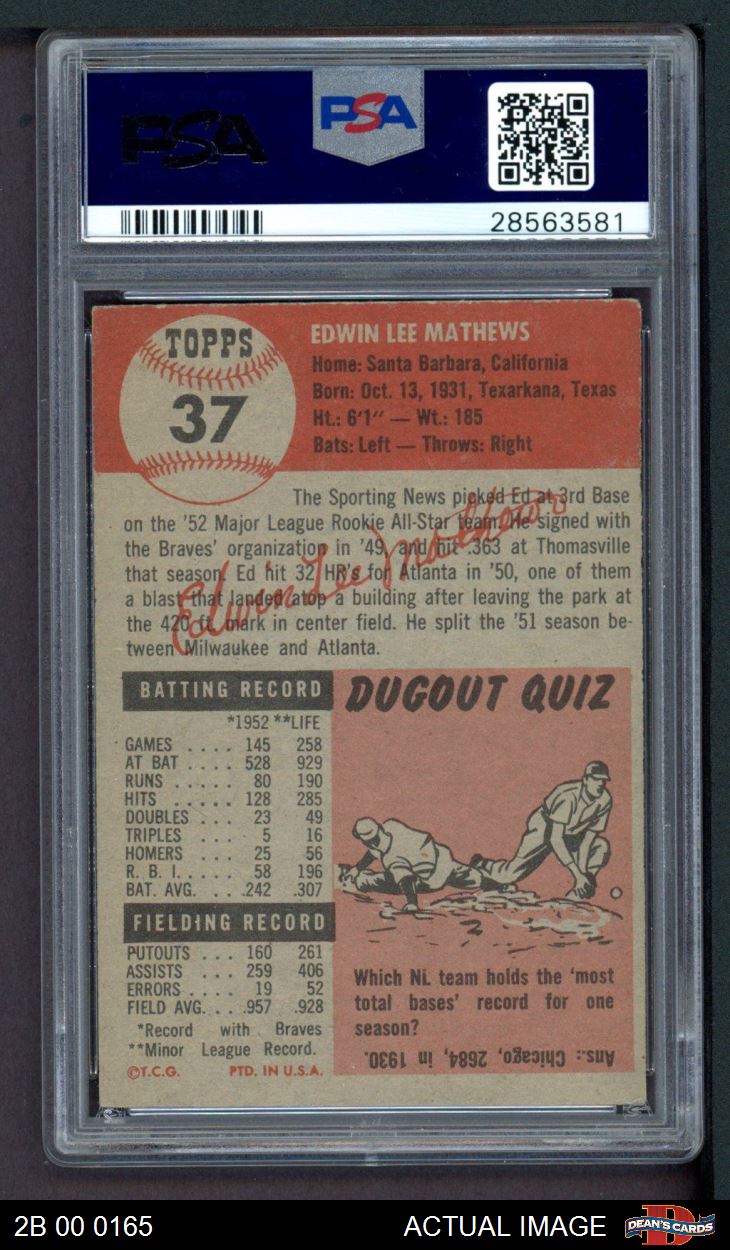 PSA
PSA
28563581
TOPPS
37
EDWIN LEE MATHEWS
Home: Santa Barbara, California
Born: Oct. 13, 1931, Texarkana, Texas
Ht.: 6'1" — Wt.: 185
Bats: Left — Throws: Right
The Sporting News picked Ed at 3rd Base
on the '52 Major League Rookie All-Star team. He signed with
the Braves' organization in '49, and hit .363 at Thomasville
that season. Ed hit 32 HR's for Atlanta in '50, one of them
a blast that landed atop a building after leaving the park at
the 420 ft. mark in center field. He split the '51 season be-
tween Milwaukee and Atlanta.
Edwin Lee Mathews
BATTING RECORD
*1952 **LIFE
GAMES .... 145 258
AT BAT .... 528 929
RUNS ..... 80 190
HITS ..... 128 285
DOUBLES ... 23 49
TRIPLES ... 5 16
HOMERS ... 25 56
R. B. I. .... 58 196
BAT. AVG. ... .242 .307
FIELDING RECORD
PUTOUTS ... 160 261
ASSISTS ... 259 406
ERRORS .... 19 52
FIELD AVG. .. .957 .928
*Record with Braves
**Minor League Record.
©T.C.G. PTD. IN U.S.A.
DUGOUT QUIZ
Which NL team holds the 'most
total bases' record for one
season?
Ans.: Chicago, 2684, in 1930.
2B 00 0165 ACTUAL IMAGE
DEAN'S CARDS